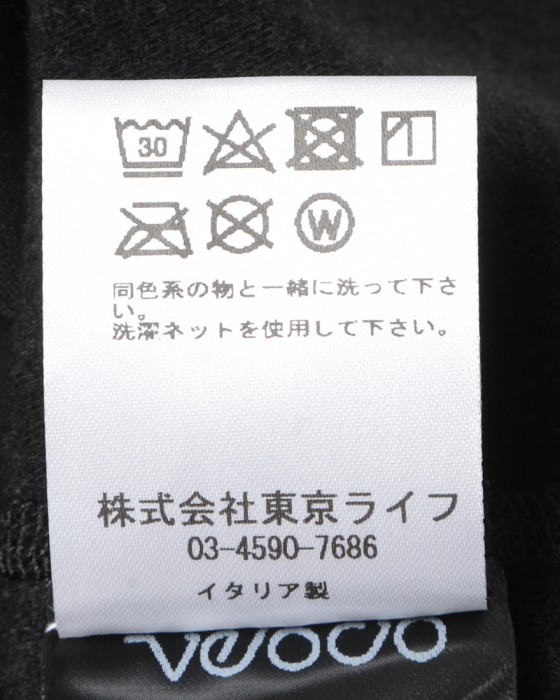 30
W
同色系の物と一緒に洗って下さ
い。
洗濯ネットを使用して下さい。
株式会社東京ライフ
03-4590-7686
イタリア製